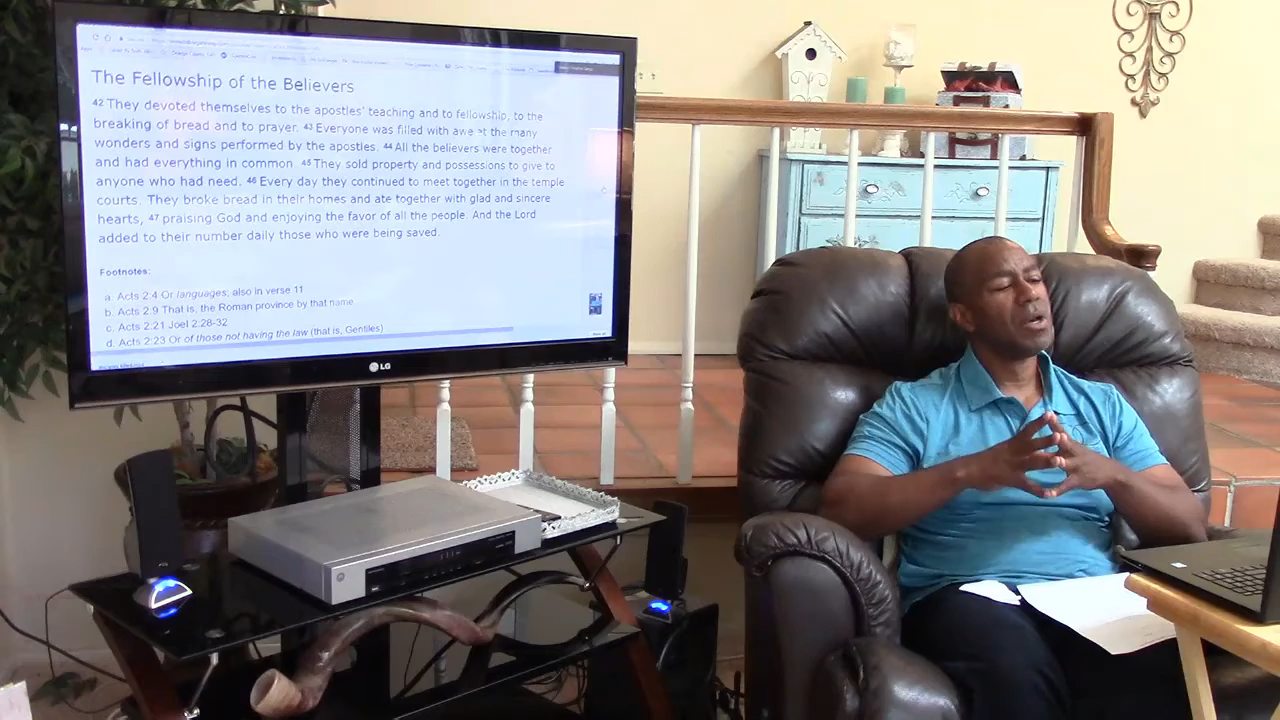 The Fellowship of the Believers
42 They devoted themselves to the apostles' teaching and to fellowship, to the
breaking of bread and to prayer. 43 Everyone was filled with awe at the many
wonders and signs performed by the apostles. 44 All the believers were together
and had everything in common. 45 They sold property and possessions to give to
anyone who had need. 46 Every day they continued to meet together in the temple
courts. They broke bread in their homes and ate together with glad and sincere
hearts, 47 praising God and enjoying the favor of all the people. And the Lord
added to their number daily those who were being saved.
Footnotes:
a. Acts 2:4 Or languages; also in verse 11
b. Acts 2:9 That is, the Roman province by that name
c. Acts 2:21 Joel 2:28-32
d. Acts 2:23 Or of those not having the law (that is, Gentiles)
LG